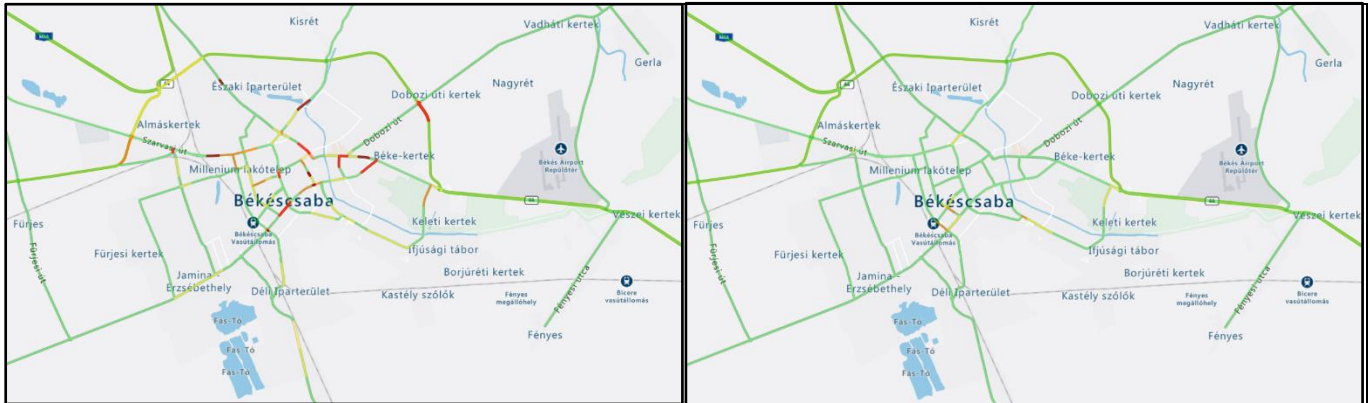 Kisrét
Vadháti kertek
Gerla
Nagyrét
Északi Iparterület
Dobozi úti kertek
44
Almáskertek
Szarvasi út
Dobozi út
Béke-kertek
Békés Airport
Repülőtér
Millenium lakótelep
Békéscsaba
44
Fürjes
Békéscsaba
Vasútállomás
Keleti kertek
Veszei kertek
Fürjesi út
Fürjesi kertek
Ifjúsági tábor
Jamina -
Erzsébethely
Déli Iparterület
Borjúréti kertek
Kastély szőlők
Fényes
megállóhely
Fényesi utca
Bicere
vasútállomás
Fás-Tó
Fás-Tó
Fás-Tó
Fényes
Kisrét
Vadháti kertek
Gerla
Nagyrét
Északi Iparterület
Dobozi úti kertek
Almáskertek
Szarvasi út
Dobozi út
Béke-kertek
Békés Airport
Repülőtér
Millenium lakótelep
Békéscsaba
Fürjes
Békéscsaba
Vasútállomás
Keleti kertek
Veszei kertek
Fürjesi út
Fürjesi kertek
Ifjúsági tábor
Jamina -
Erzsébethely
Déli Iparterület
Borjúréti kertek
Kastély szőlők
Fényes
megállóhely
Fényesi utca
Bicere
vasútállomás
Fás-Tó
Fás-Tó
Fás-Tó
Fényes